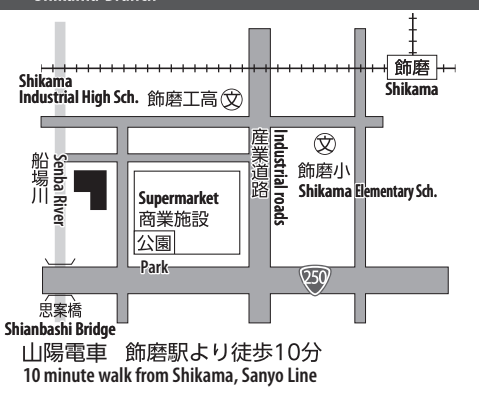 飾磨
Shikama
Shikama
Industrial High Sch.
飾磨工高
文
産業道路
Industrial roads
文
飾磨小
Shikama Elementary Sch.
船場川
Senba River
Supermarket
商業施設
公園
Park
250
思案橋
Shianbashi Bridge
山陽電車 飾磨駅より徒歩10分
10 minute walk from Shikama, Sanyo Line